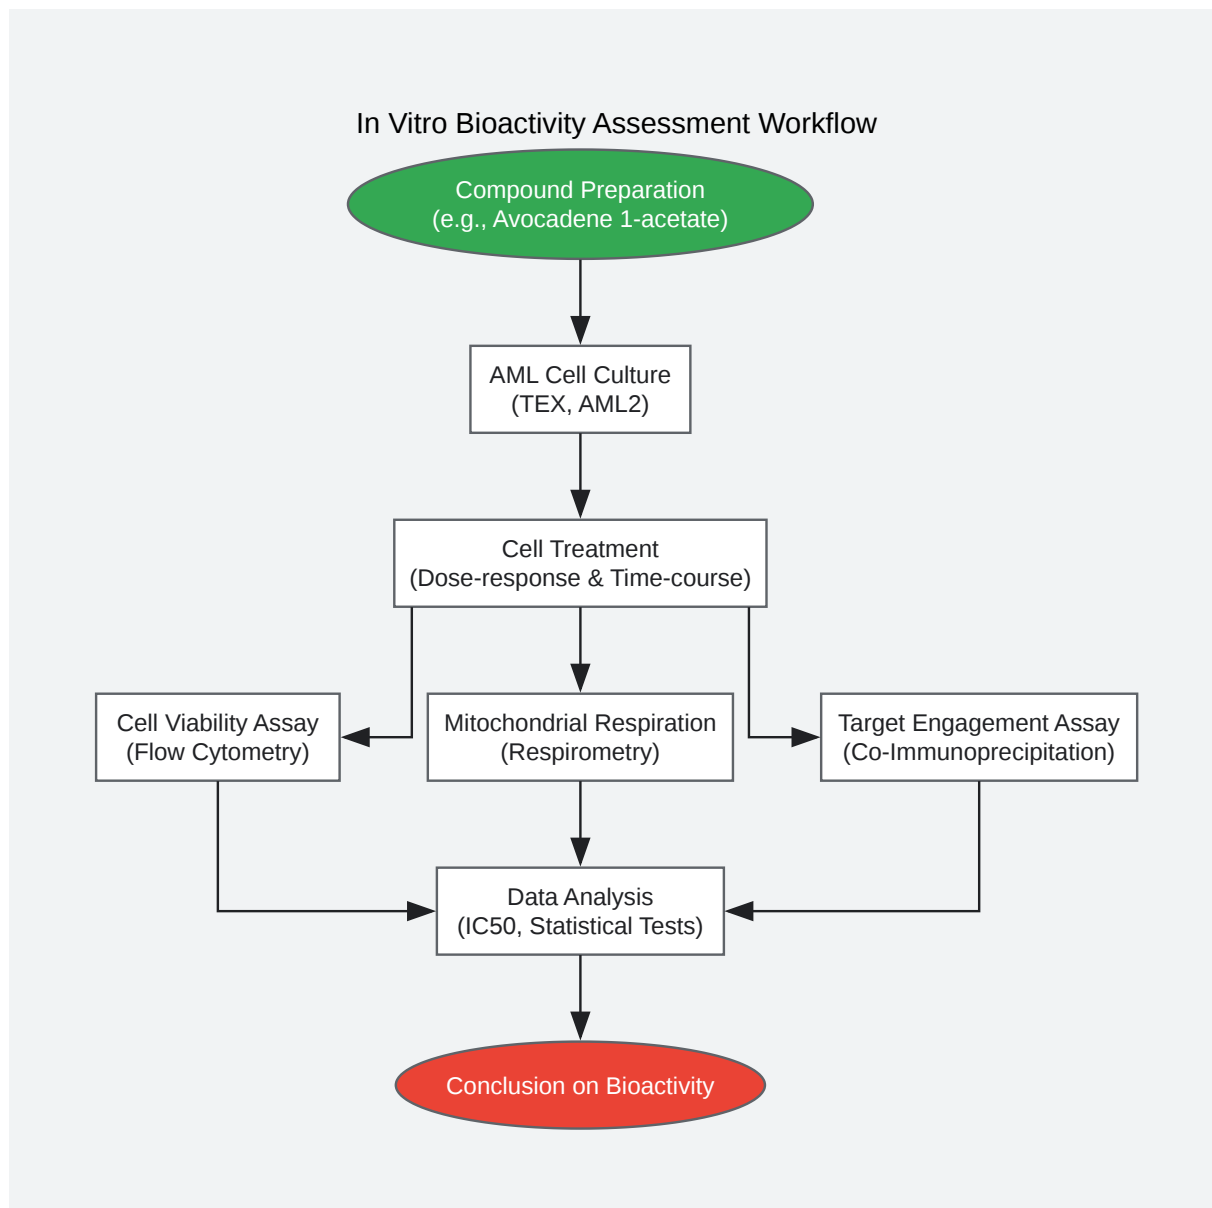 In Vitro Bioactivity Assessment Workflow
Compound Preparation
(e.g., Avocadene 1-acetate)
AML Cell Culture
(TEX, AML2)
Cell Treatment
(Dose-response & Time-course)
Cell Viability Assay
(Flow Cytometry)
Mitochondrial Respiration
(Respirometry)
Target Engagement Assay
(Co-Immunoprecipitation)
Data Analysis
(IC50, Statistical Tests)
Conclusion on Bioactivity